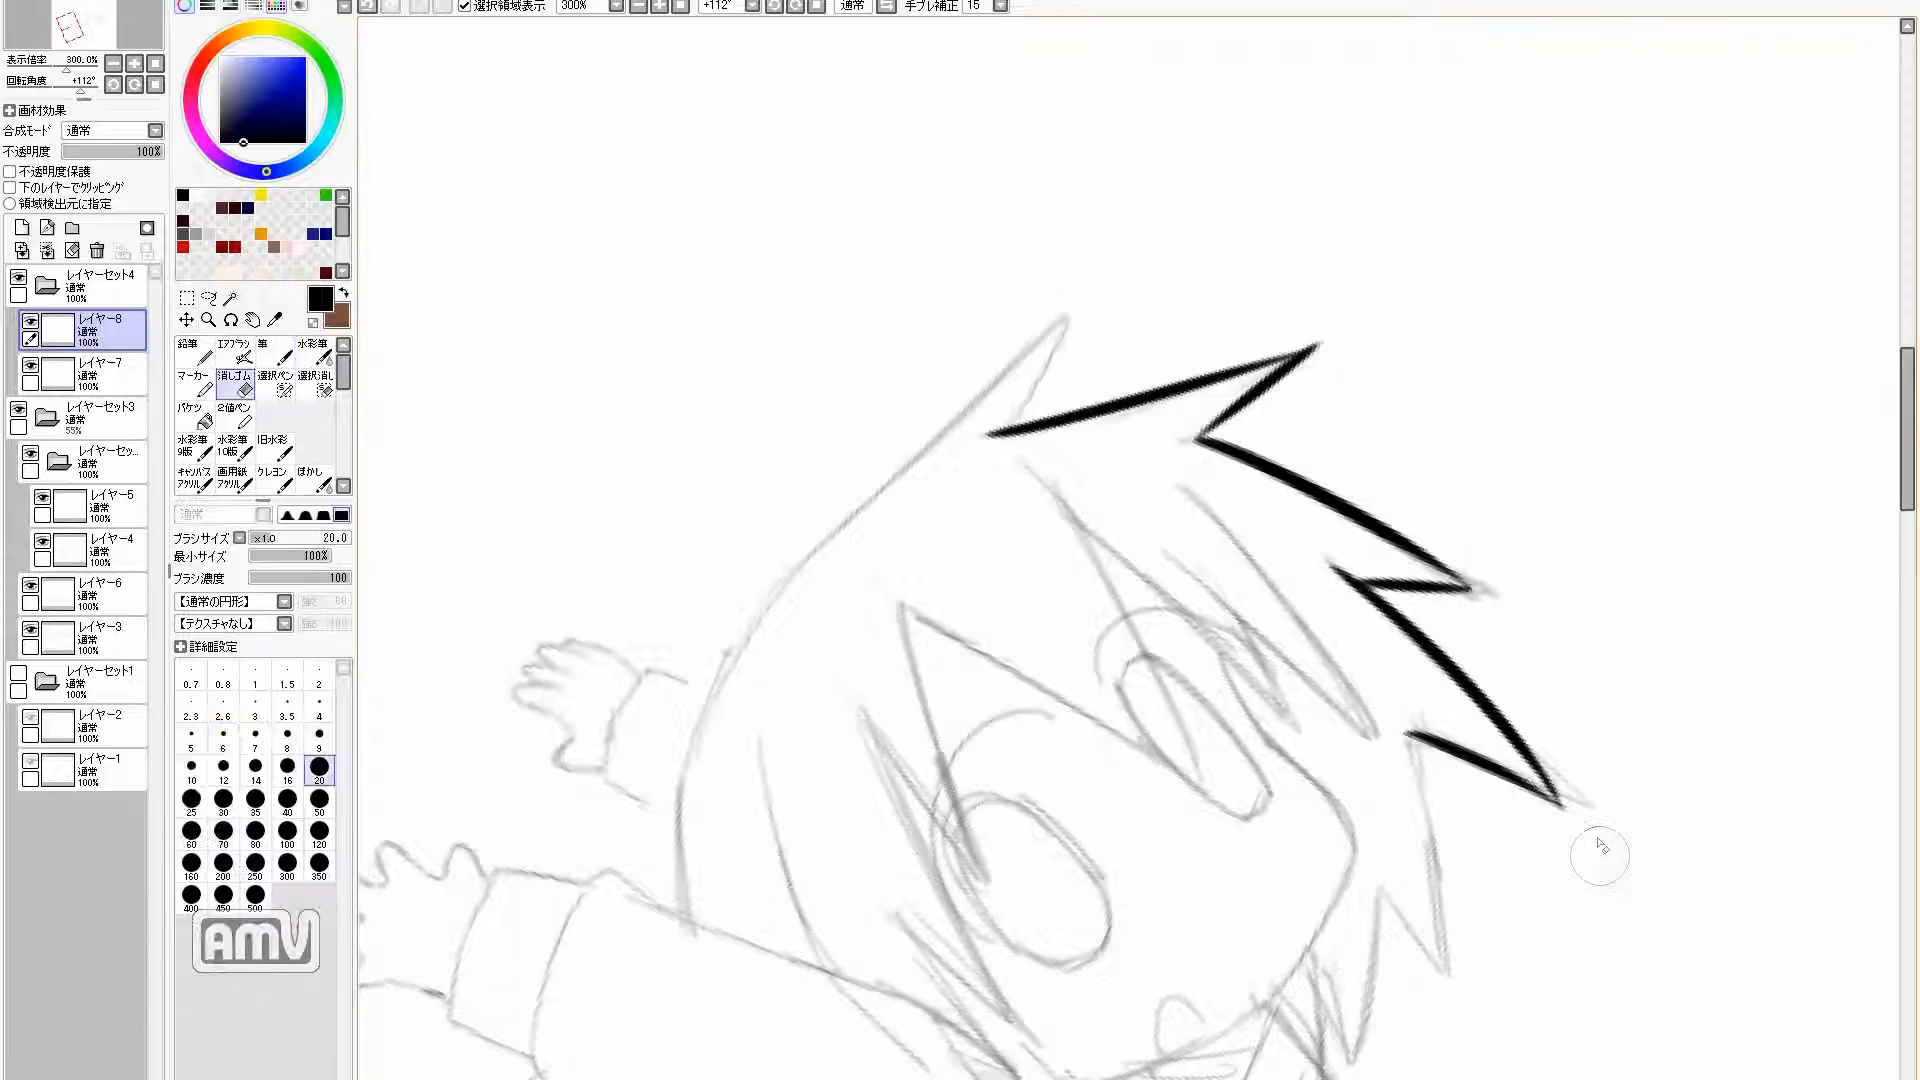 選択領域表示 300% +112° 通常 手ブレ補正 15
表示倍率 300.0%
回転角度 +112°
画材効果
合成モード 通常
不透明度 100%
不透明度保護
下のレイヤーでクリッピング
領域検出元に指定
レイヤーセット4
通常
100%
レイヤー8
通常
100%
レイヤー7
通常
100%
レイヤーセット3
通常
55%
レイヤーセッ...
通常
100%
レイヤー5
通常
100%
レイヤー4
通常
100%
レイヤー6
通常
100%
レイヤー3
通常
100%
レイヤーセット1
通常
100%
レイヤー2
通常
100%
レイヤー1
通常
100%
鉛筆 エアブラシ 筆 水彩筆
マーカー 消しゴム 選択ペン 選択消し
バケツ 2値ペン
水彩筆 水彩筆 旧水彩
9版 10版
キャンバス 画用紙 クレヨン ぼかし
アクリル アクリル
通常
ブラシサイズ x1.0 20.0
最小サイズ 100%
ブラシ濃度 100
【通常の円形】
【テクスチャなし】
詳細設定
0.7 0.8 1 1.5 2
2.3 2.6 3 3.5 4
5 6 7 8 9
10 12 14 16 20
25 30 35 40 50
60 70 80 100 120
160 200 250 300 350
400 450 500
AMV